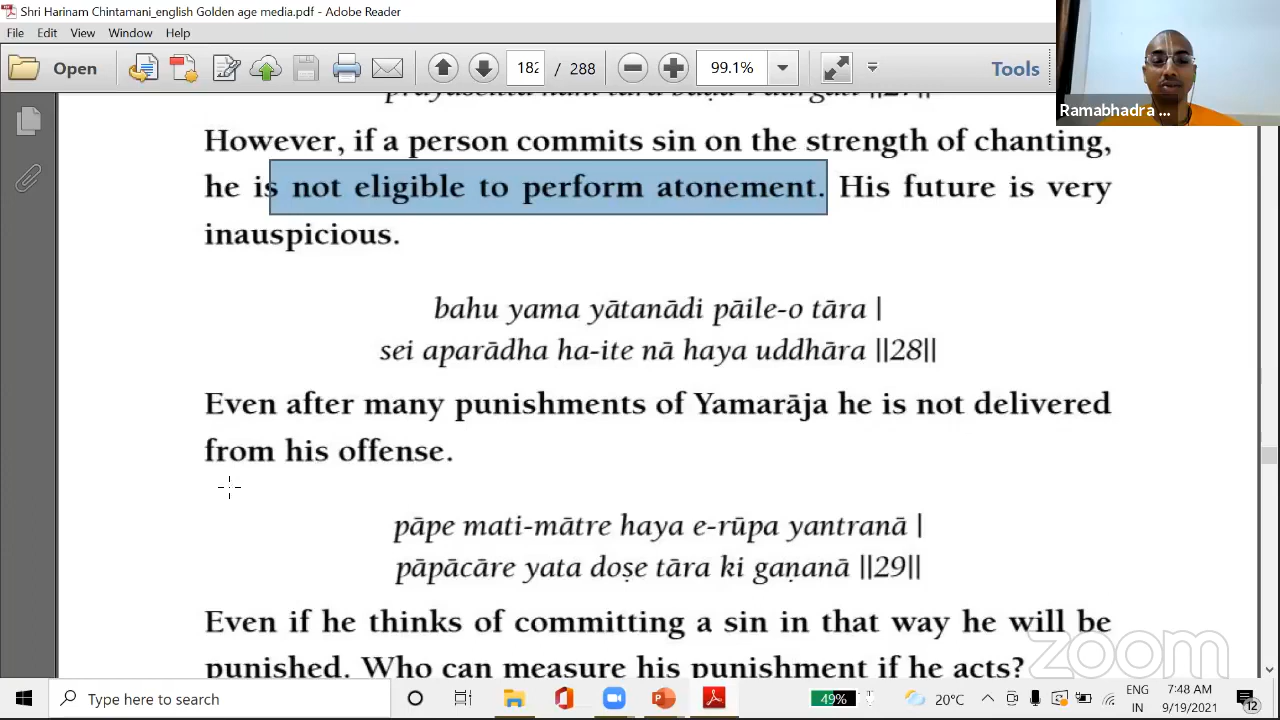 Shri Harinam Chintamani_english Golden age media.pdf - Adobe Reader
File Edit View Window Help
Open 182 / 288 99.1% Tools
Ramabhadra ...
However, if a person commits sin on the strength of chanting,
he is not eligible to perform atonement. His future is very
inauspicious.
bahu yama yātanādi pāile-o tāra |
sei aparādha ha-ite nā haya uddhāra ||28||
Even after many punishments of Yamarāja he is not delivered
from his offense.
pāpe mati-mātre haya e-rūpa yantranā |
pāpācāre yata doṣe tāra ki gaṇanā ||29||
Even if he thinks of committing a sin in that way he will be
punished. Who can measure his punishment if he acts?
zoom
Type here to search 49% 20°C ENG 7:48 AM
IN 9/19/2021 12